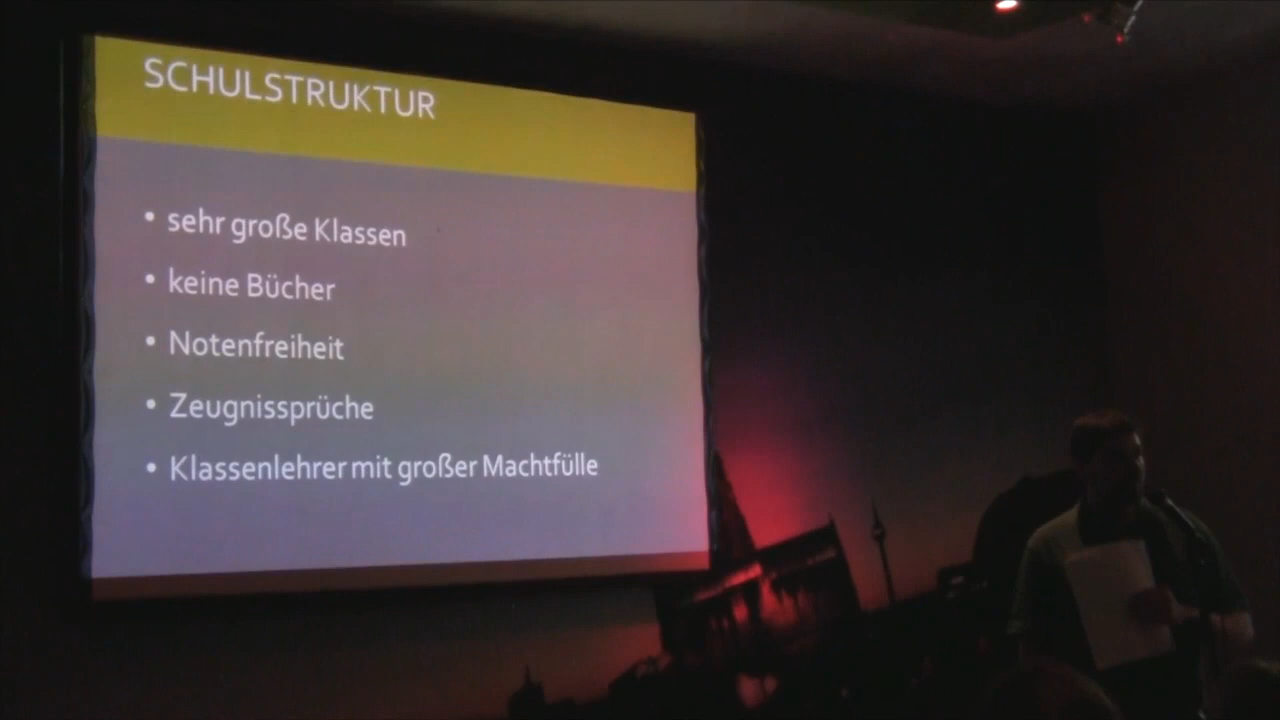 SCHULSTRUKTUR
• sehr große Klassen
• keine Bücher
• Notenfreiheit
• Zeugnissprüche
• Klassenlehrer mit großer Machtfülle